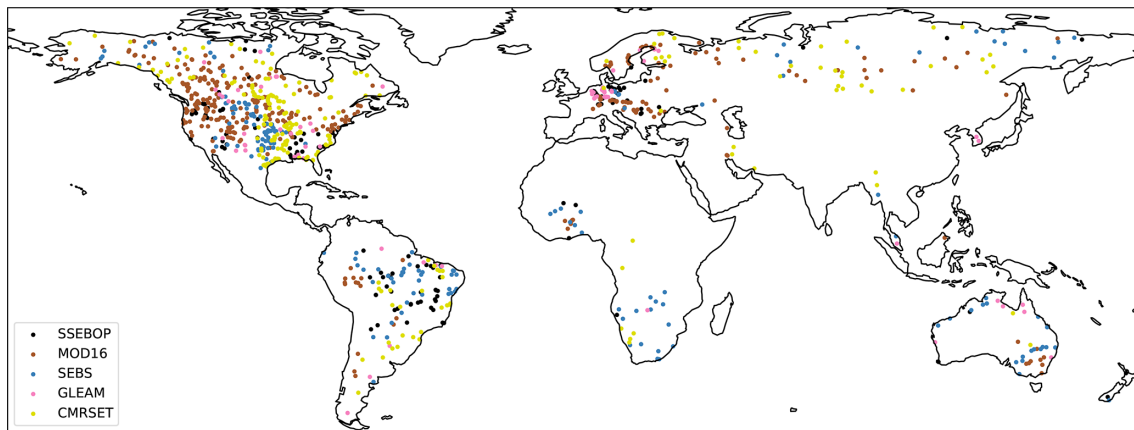 SSEBOP
MOD16
SEBS
GLEAM
CMRSET